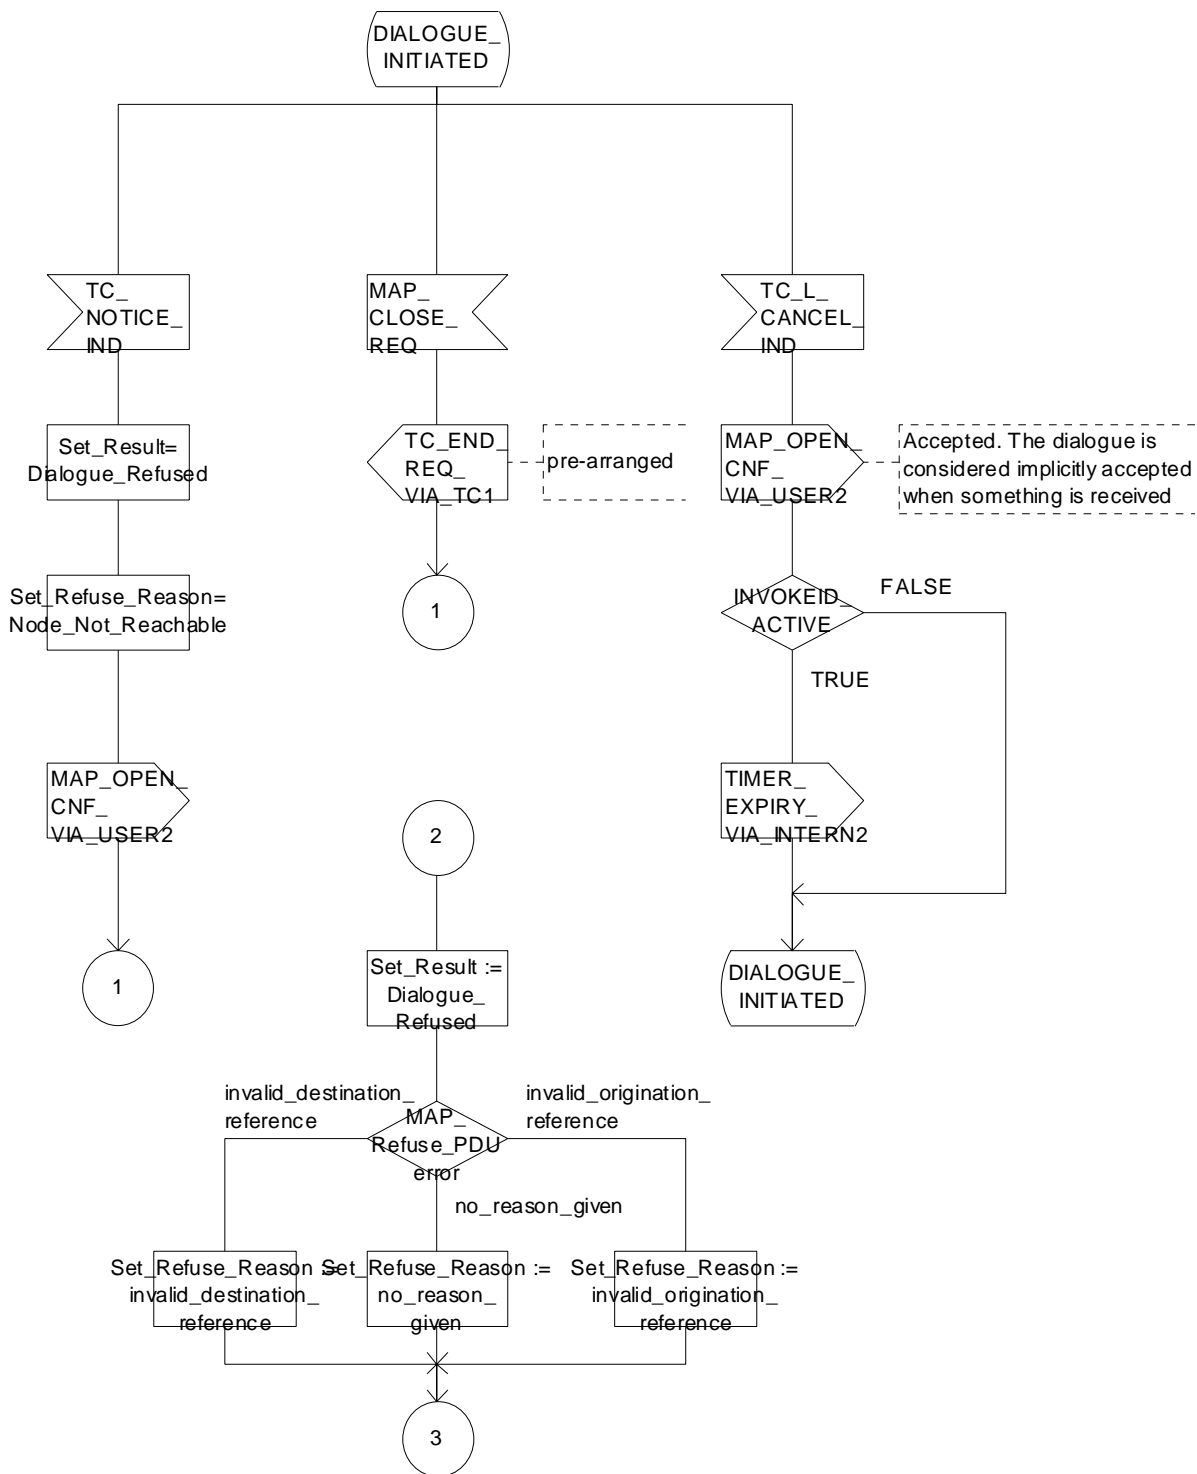 DIALOGUE_
INITIATED
TC_
NOTICE_
IND
MAP_
CLOSE_
REQ
TC_L_
CANCEL_
IND
Set_Result=
Dialogue_Refused
TC_END_
REQ_
VIA_TC1
pre-arranged
MAP_OPEN_
CNF_
VIA_USER2
Accepted. The dialogue is
considered implicitly accepted
when something is received
Set_Refuse_Reason=
Node_Not_Reachable
1
INVOKEID_
ACTIVE
FALSE
TRUE
MAP_OPEN_
CNF_
VIA_USER2
2
TIMER_
EXPIRY_
VIA_INTERN2
1
Set_Result :=
Dialogue_
Refused
DIALOGUE_
INITIATED
invalid_destination_
reference
MAP_
Refuse_PDU
error
invalid_origination_
reference
no_reason_given
Set_Refuse_Reason :=
invalid_destination_
reference
Set_Refuse_Reason :=
no_reason_
given
Set_Refuse_Reason :=
invalid_origination_
reference
3